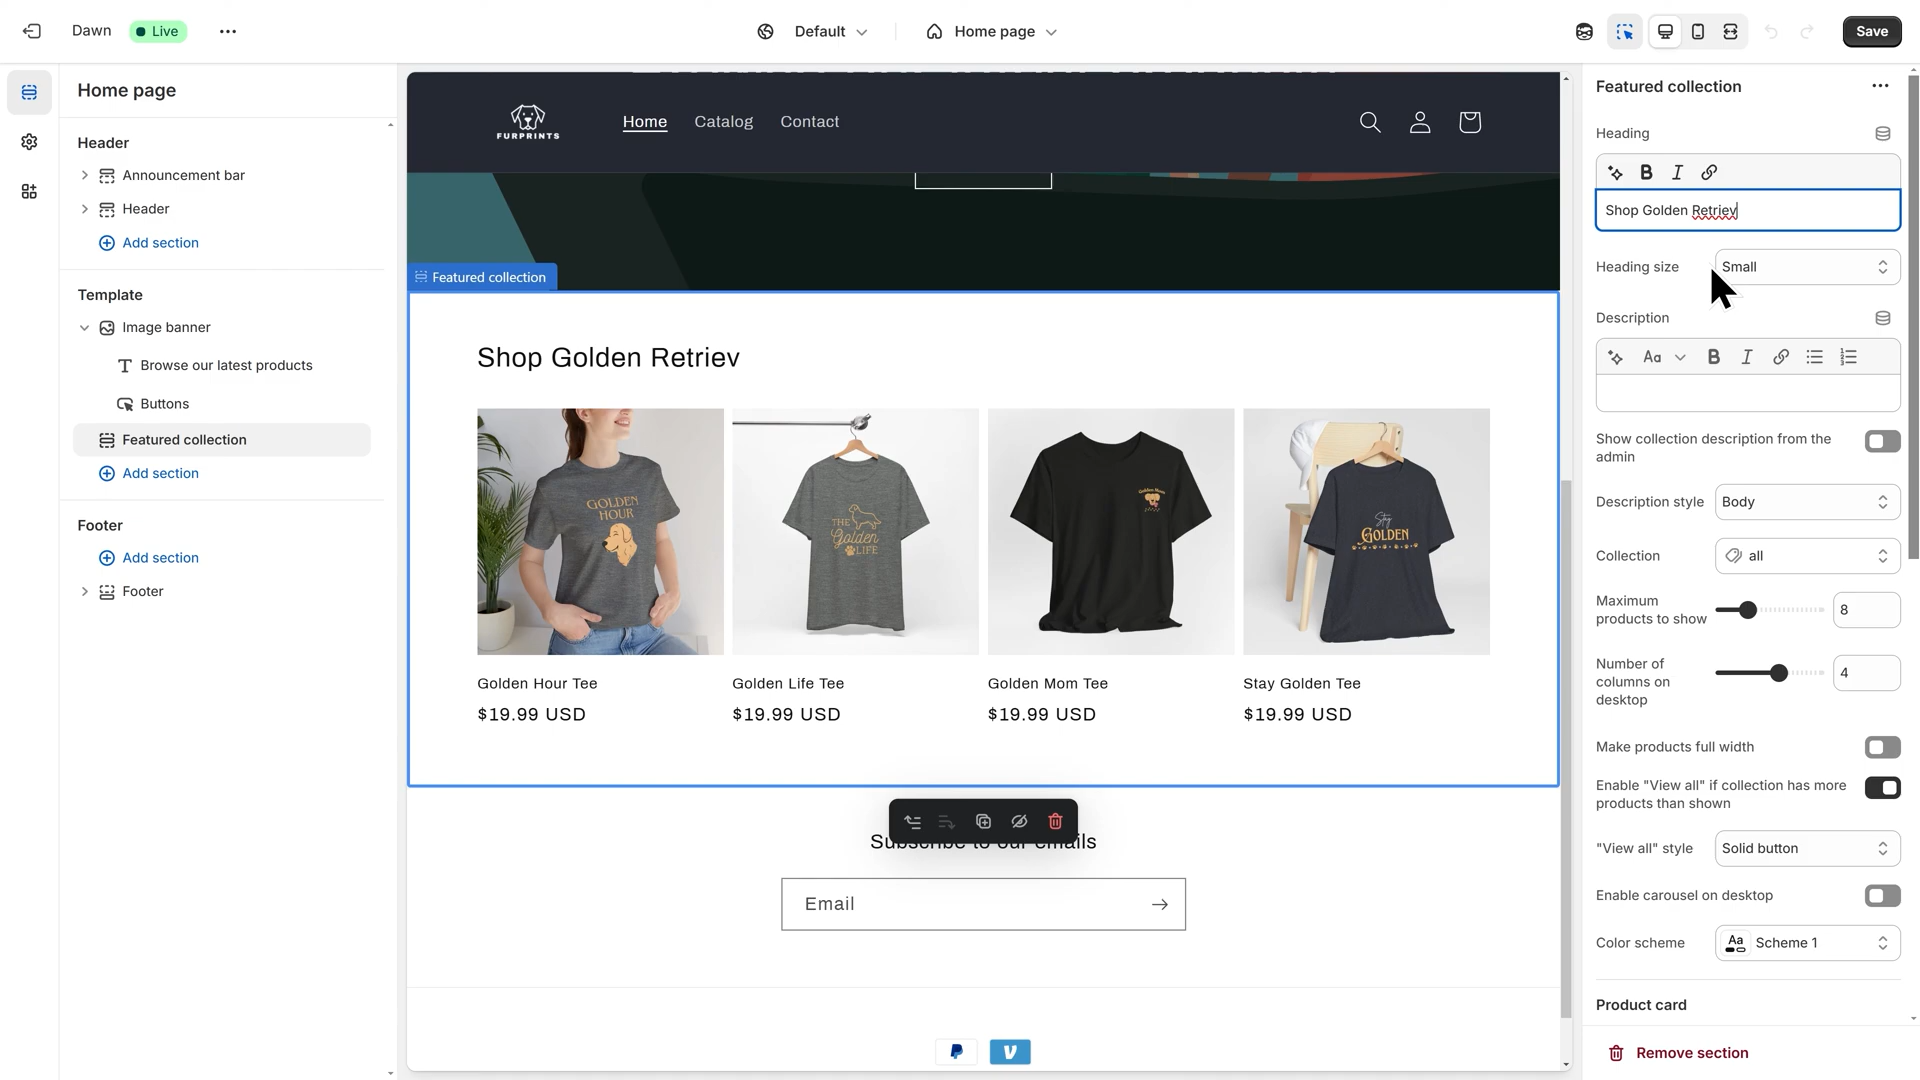 Dawn
Live
Default
Home page
Save
Home page
Header
Announcement bar
Header
Add section
Template
Image banner
Browse our latest products
Buttons
Featured collection
Add section
Footer
Add section
Footer
FURPRINTS
Home
Catalog
Contact
Featured collection
Shop Golden Retriev
GOLDEN
HOUR
THE
Golden
LIFE
Golden Mom
Stay
GOLDEN
Golden Hour Tee
$19.99 USD
Golden Life Tee
$19.99 USD
Golden Mom Tee
$19.99 USD
Stay Golden Tee
$19.99 USD
Subscribe to our emails
Email
Featured collection
Heading
B I
Shop Golden Retriev
Heading size
Small
Description
Aa B I
Show collection description from the
admin
Description style
Body
Collection
all
Maximum
products to show
8
Number of
columns on
desktop
4
Make products full width
Enable "View all" if collection has more
products than shown
"View all" style
Solid button
Enable carousel on desktop
Color scheme
Aa
Scheme 1
Product card
Remove section